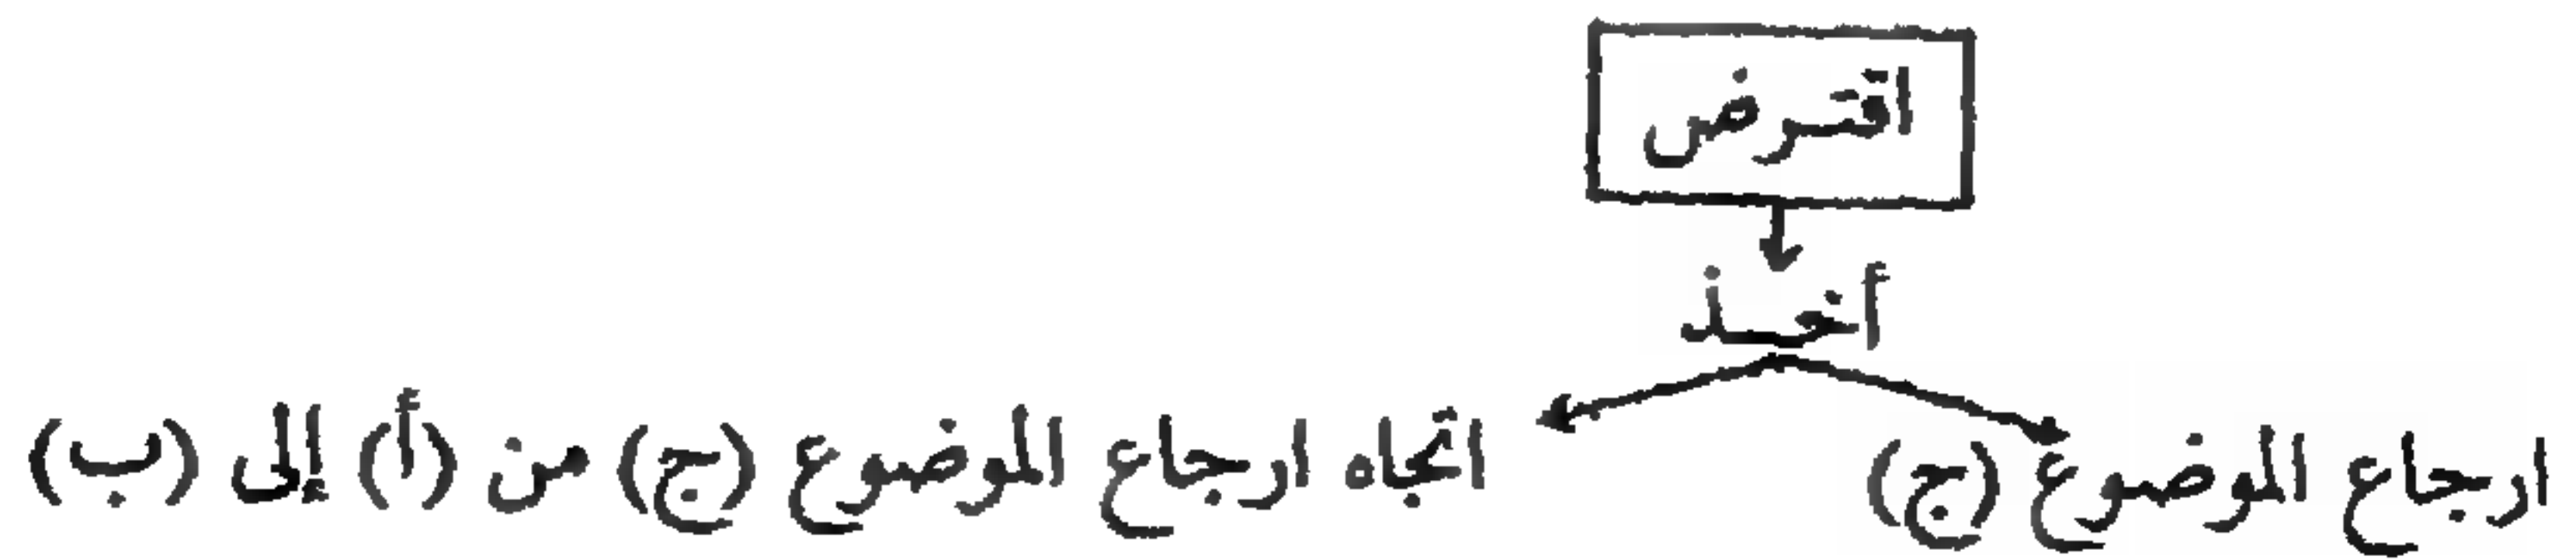 اقترض
أخذ
ارجاع الموضوع (ج)
اتجاه ارجاع الموضوع (ج) من (أ) إلى (ب)